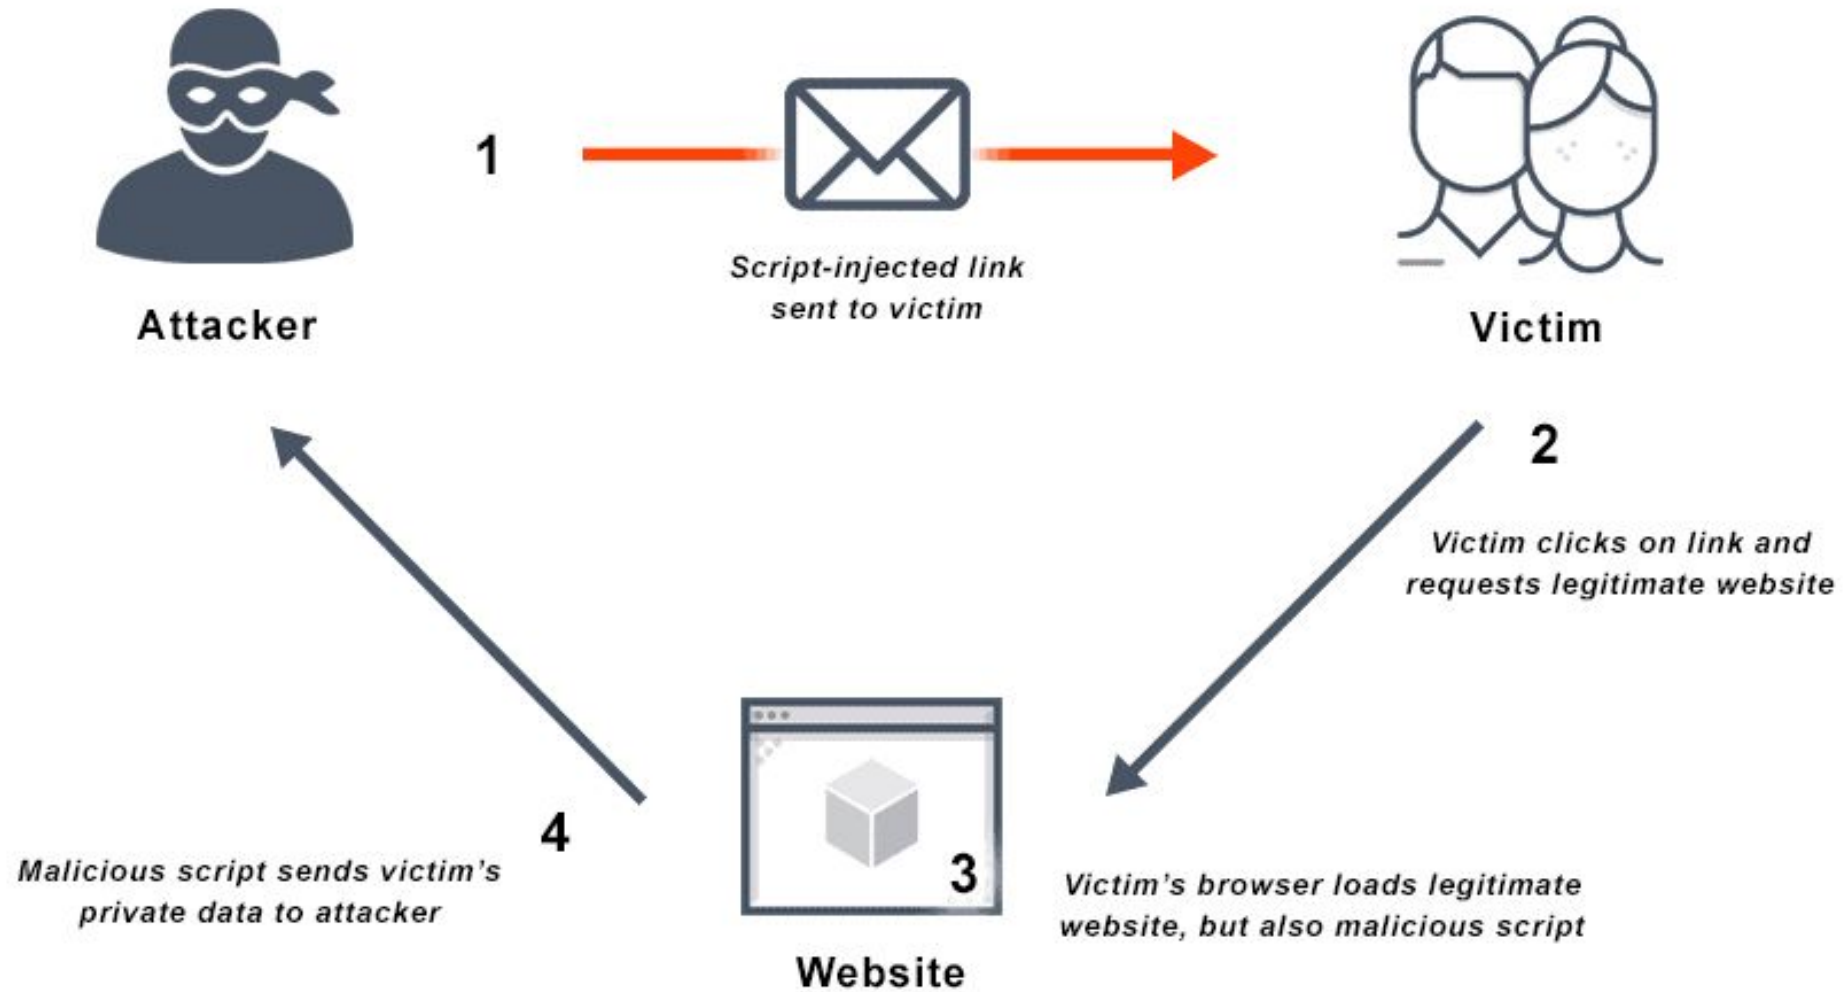 1
Script-injected link
sent to victim
Attacker
Victim
2
Victim clicks on link and
requests legitimate website
3
Victim's browser loads legitimate
website, but also malicious script
Website
4
Malicious script sends victim's
private data to attacker